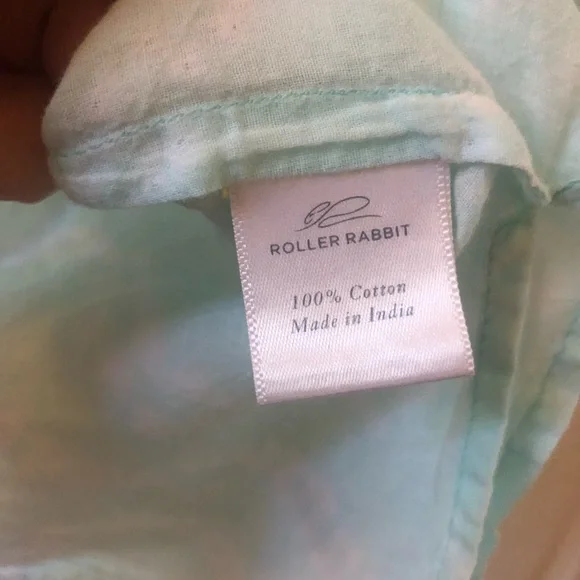 ROLLER RABBIT
100% Cotton
Made in India